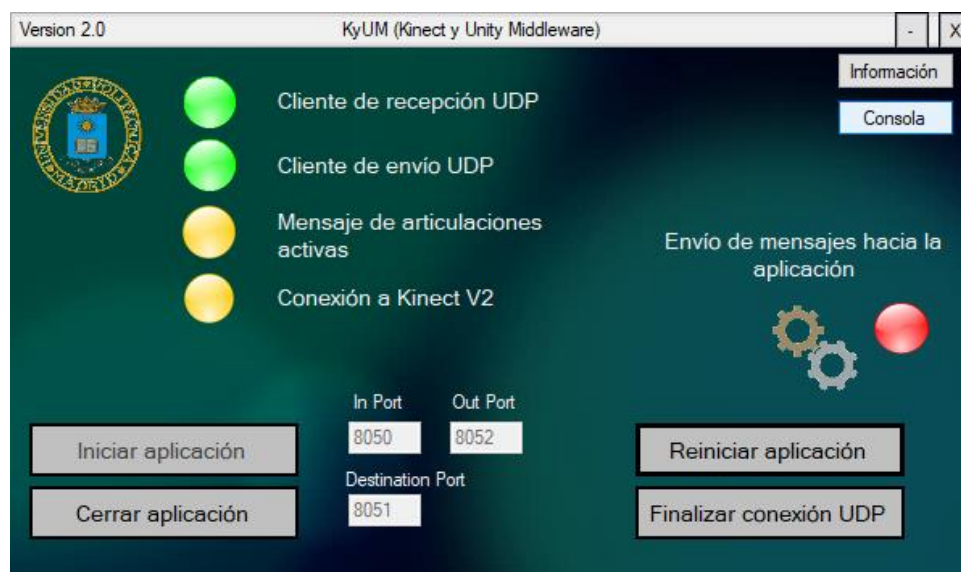 Version 2.0
KyUM (Kinect y Unity Middleware)
-
X
Información
Consola
Cliente de recepción UDP
Cliente de envío UDP
Mensaje de articulaciones
activas
Conexión a Kinect V2
Envío de mensajes hacia la
aplicación
In Port
Out Port
8050
8052
Destination Port
8051
Iniciar aplicación
Cerrar aplicación
Reiniciar aplicación
Finalizar conexión UDP